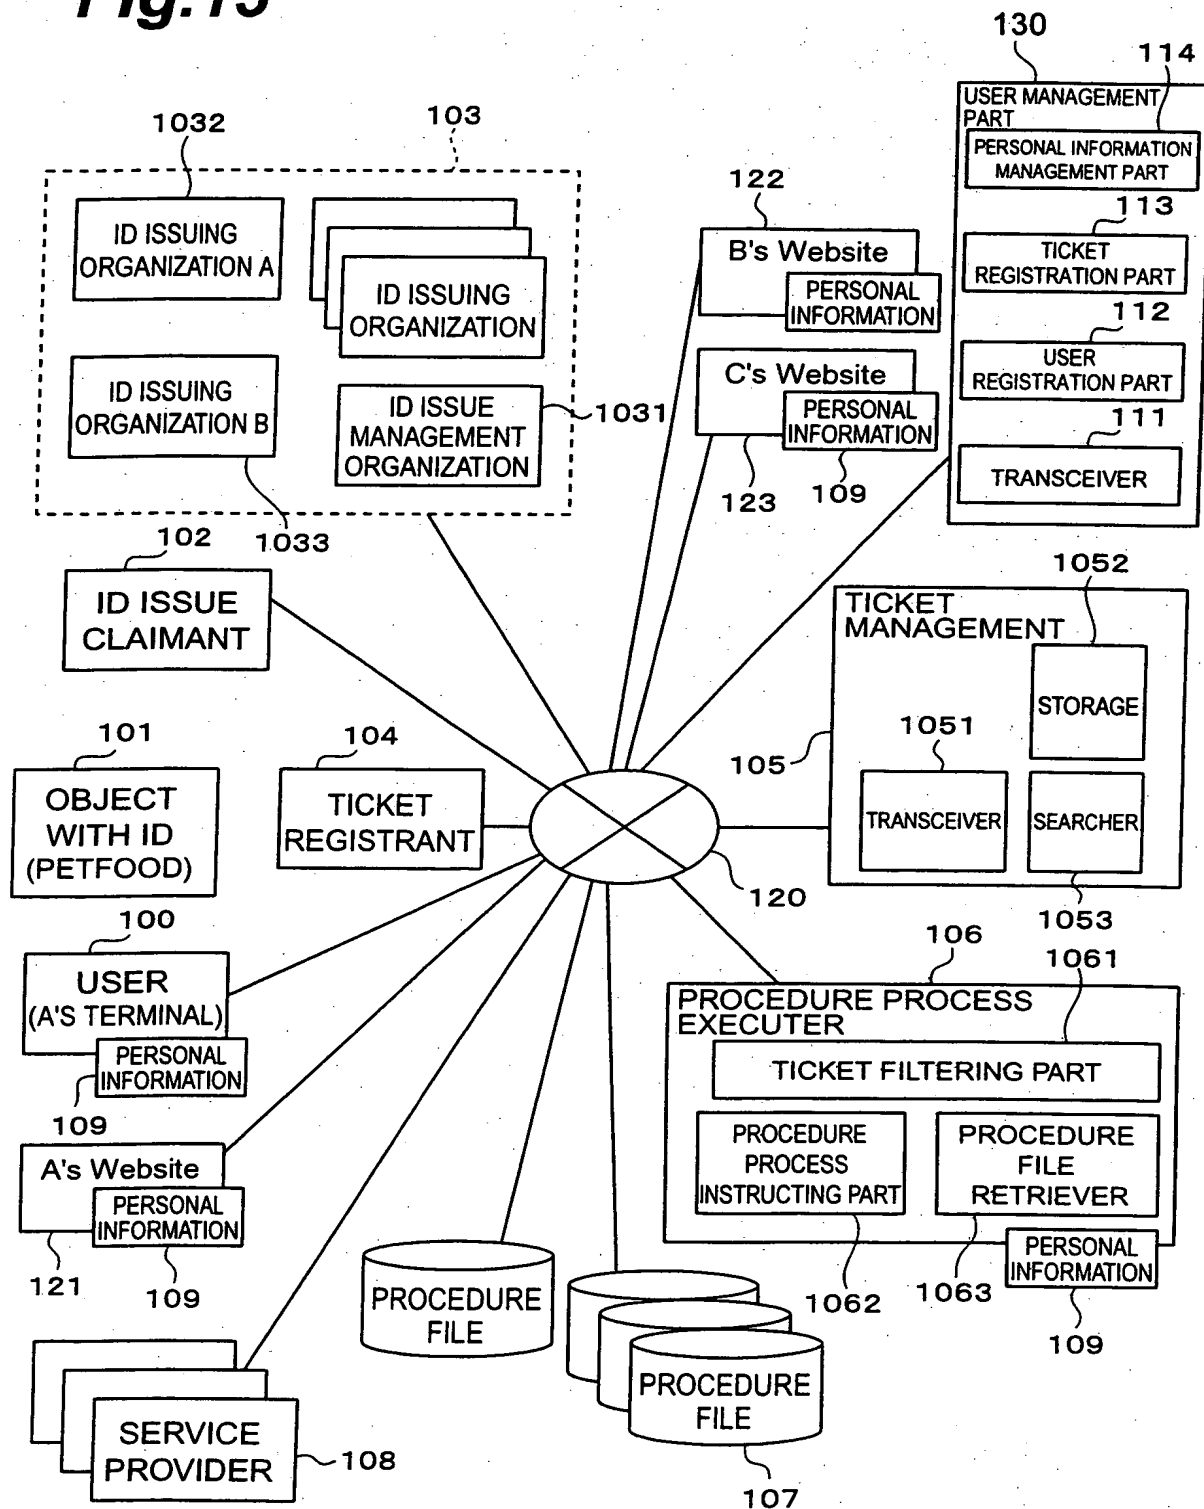 Fig.15
130
114
USER MANAGEMENT
PART
PERSONAL INFORMATION
MANAGEMENT PART
113
TICKET
REGISTRATION PART
112
USER
REGISTRATION PART
111
TRANSCEIVER
1032
103
ID ISSUING
ORGANIZATION A
ID ISSUING
ORGANIZATION
ID ISSUING
ORGANIZATION B
ID ISSUE
MANAGEMENT
ORGANIZATION
1031
1033
122
B's Website
PERSONAL
INFORMATION
C's Website
PERSONAL
INFORMATION
123
109
102
ID ISSUE
CLAIMANT
1052
TICKET
MANAGEMENT
STORAGE
1051
105
TRANSCEIVER
SEARCHER
1053
101
OBJECT
WITH ID
(PETFOOD)
104
TICKET
REGISTRANT
120
100
USER
(A'S TERMINAL)
PERSONAL
INFORMATION
109
106
1061
PROCEDURE PROCESS
EXECUTER
TICKET FILTERING PART
PROCEDURE
PROCESS
INSTRUCTING PART
PROCEDURE
FILE
RETRIEVER
PERSONAL
INFORMATION
1062
1063
109
A's Website
PERSONAL
INFORMATION
121
109
PROCEDURE
FILE
PROCEDURE
FILE
107
SERVICE
PROVIDER
108